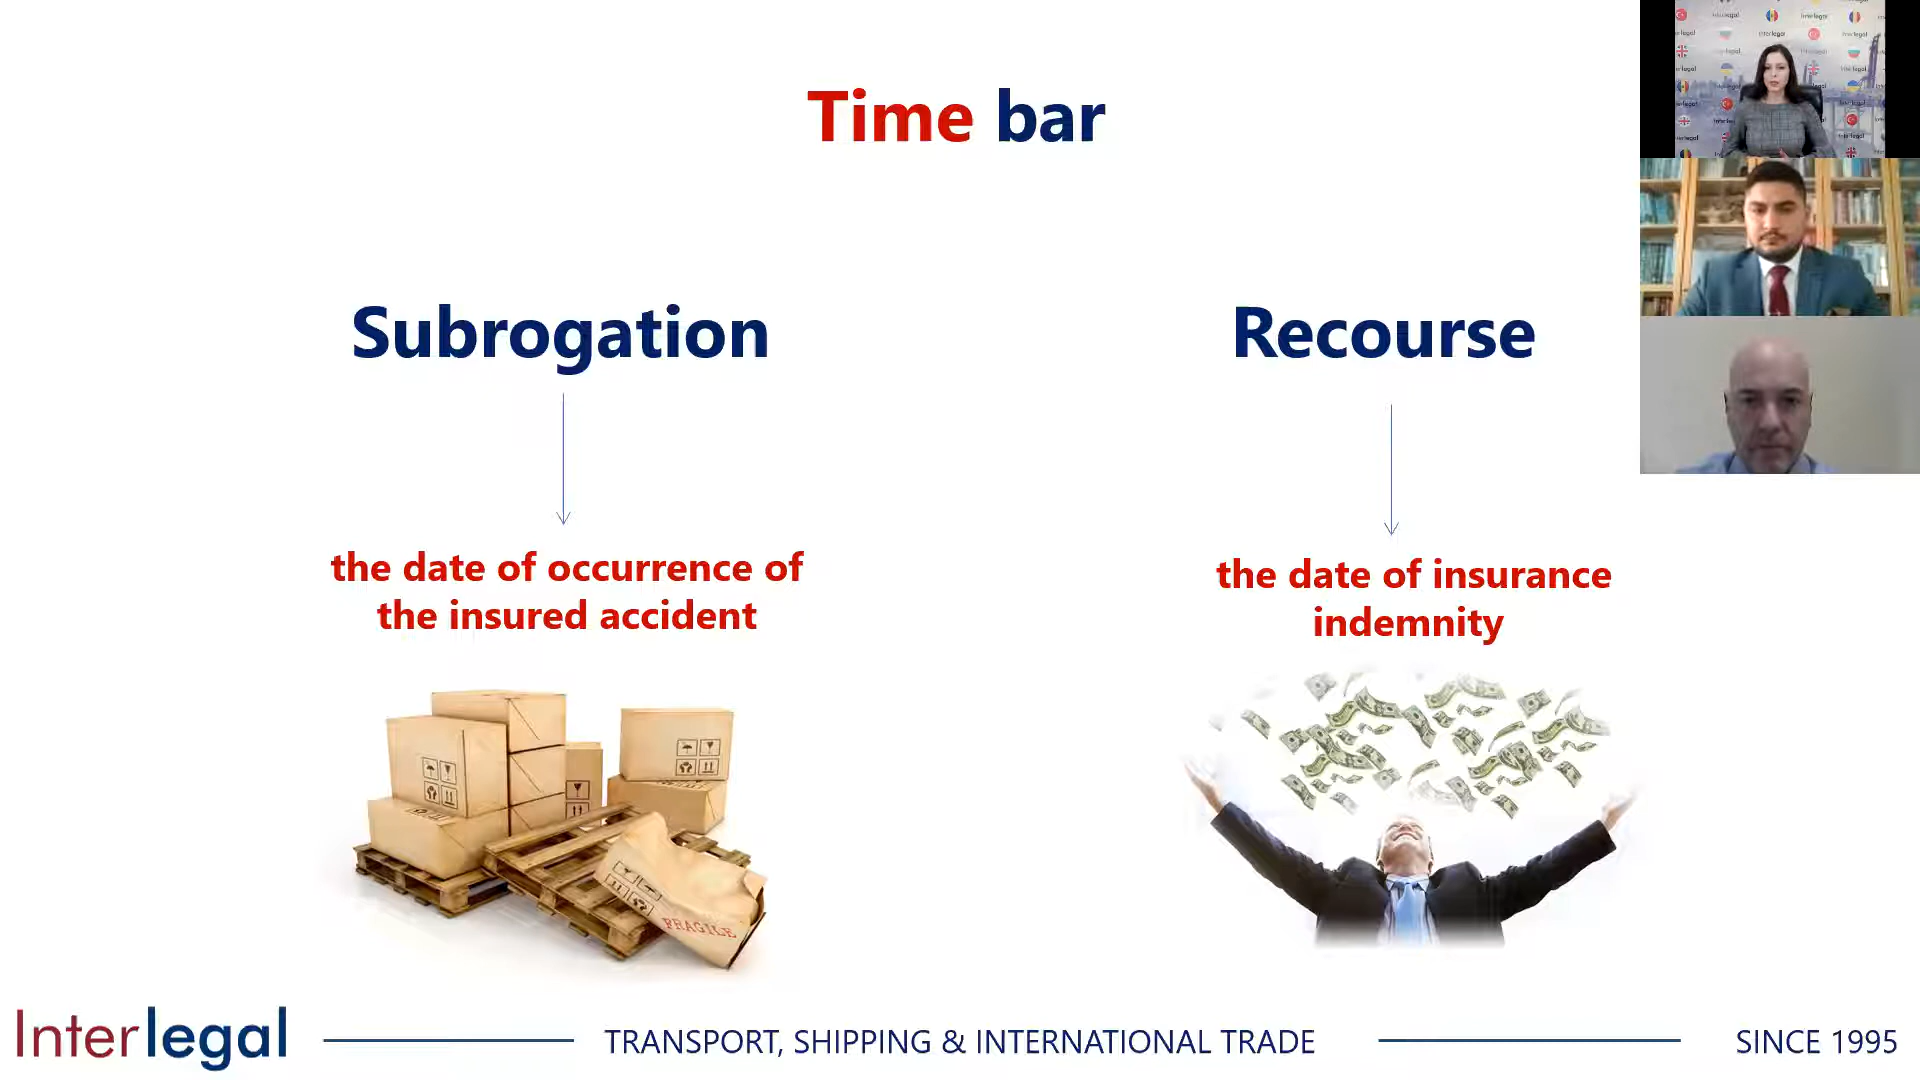 Time bar
Subrogation
Recourse
the date of occurrence of
the insured accident
the date of insurance
indemnity
FRAGILE
Interlegal
TRANSPORT, SHIPPING & INTERNATIONAL TRADE
SINCE 1995